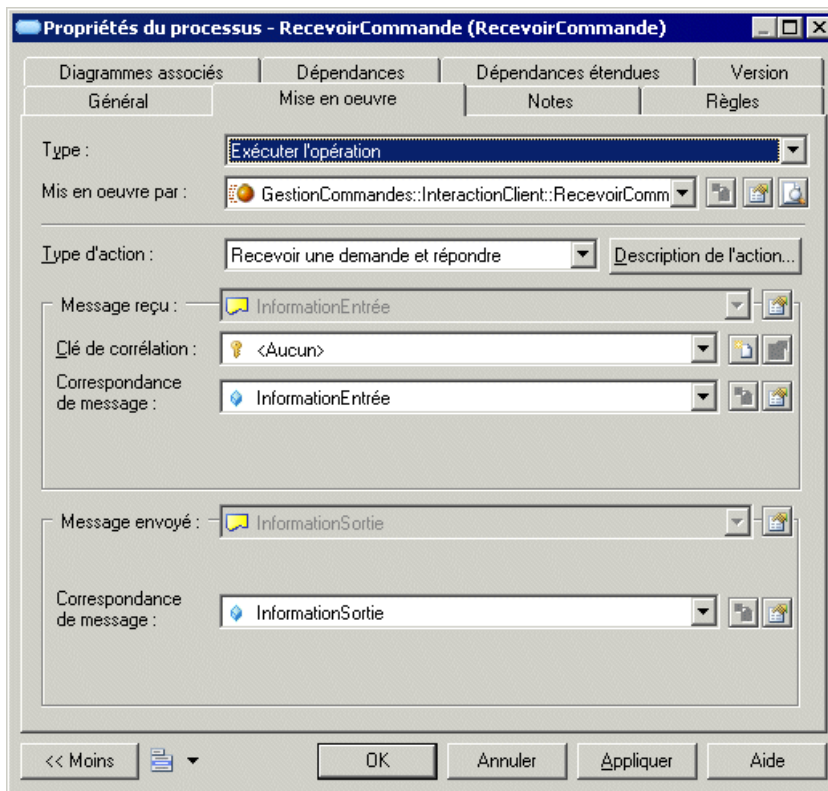 Propriétés du processus - RecevoirCommande (RecevoirCommande)
Diagrammes associés Dépendances Dépendances étendues Version
Général Mise en oeuvre Notes Règles
Type : Exécuter l'opération
Mis en oeuvre par : GestionCommandes::InteractionClient::RecevoirComm
Type d'action : Recevoir une demande et répondre Description de l'action...
Message reçu : InformationEntrée
Clé de corrélation : <Aucun>
Correspondance
de message : InformationEntrée
Message envoyé : InformationSortie
Correspondance
de message : InformationSortie
<< Moins OK Annuler Appliquer Aide